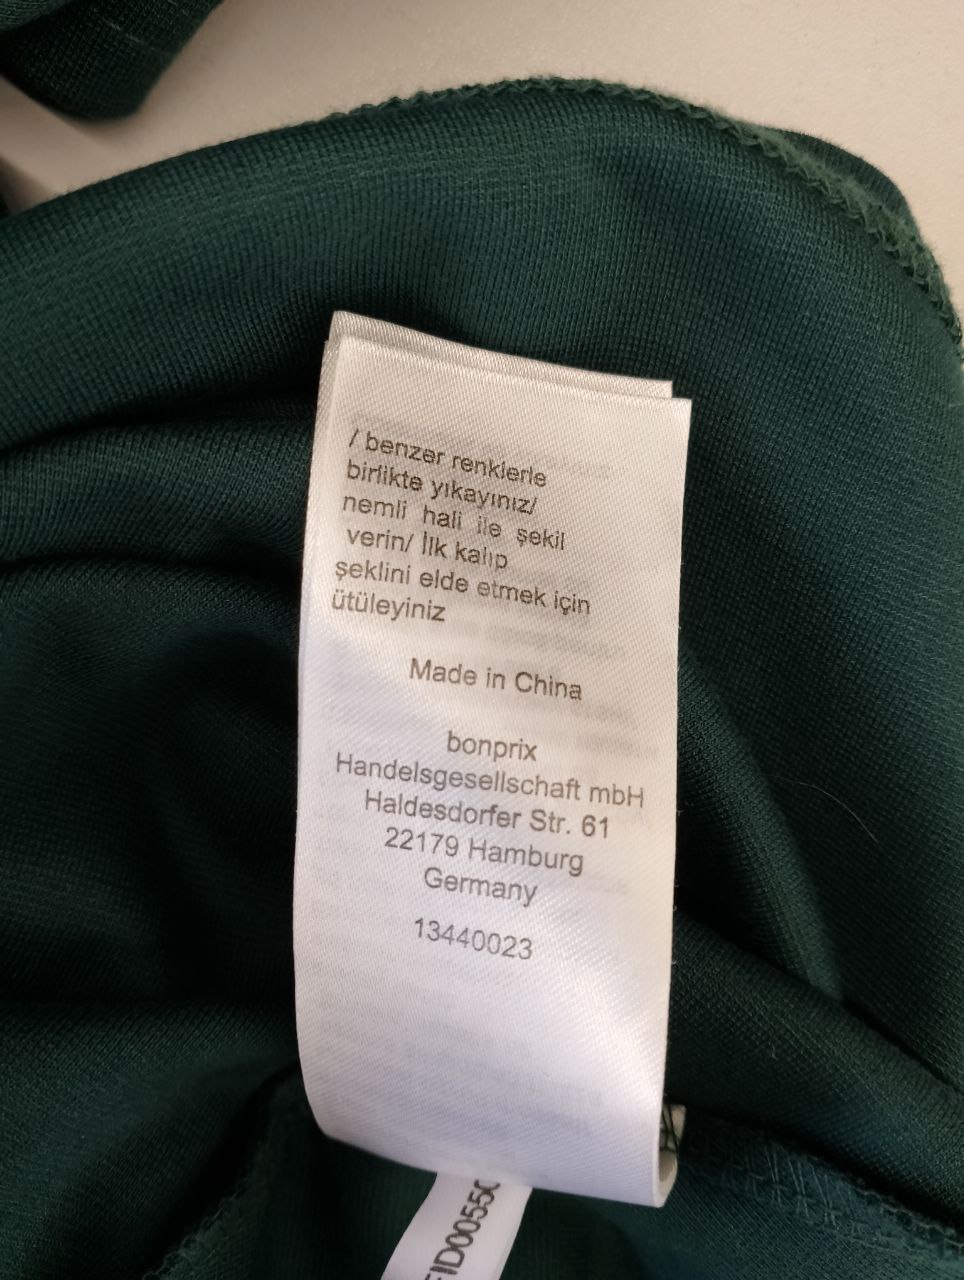 / benzer renklerle
birlikte yıkayınız/
nemli hali ile şekil
verin/ İlk kalıp
şeklini elde etmek için
ütüleyiniz
Made in China
bonprix
Handelsgesellschaft mbH
Haldesdorfer Str. 61
22179 Hamburg
Germany
13440023